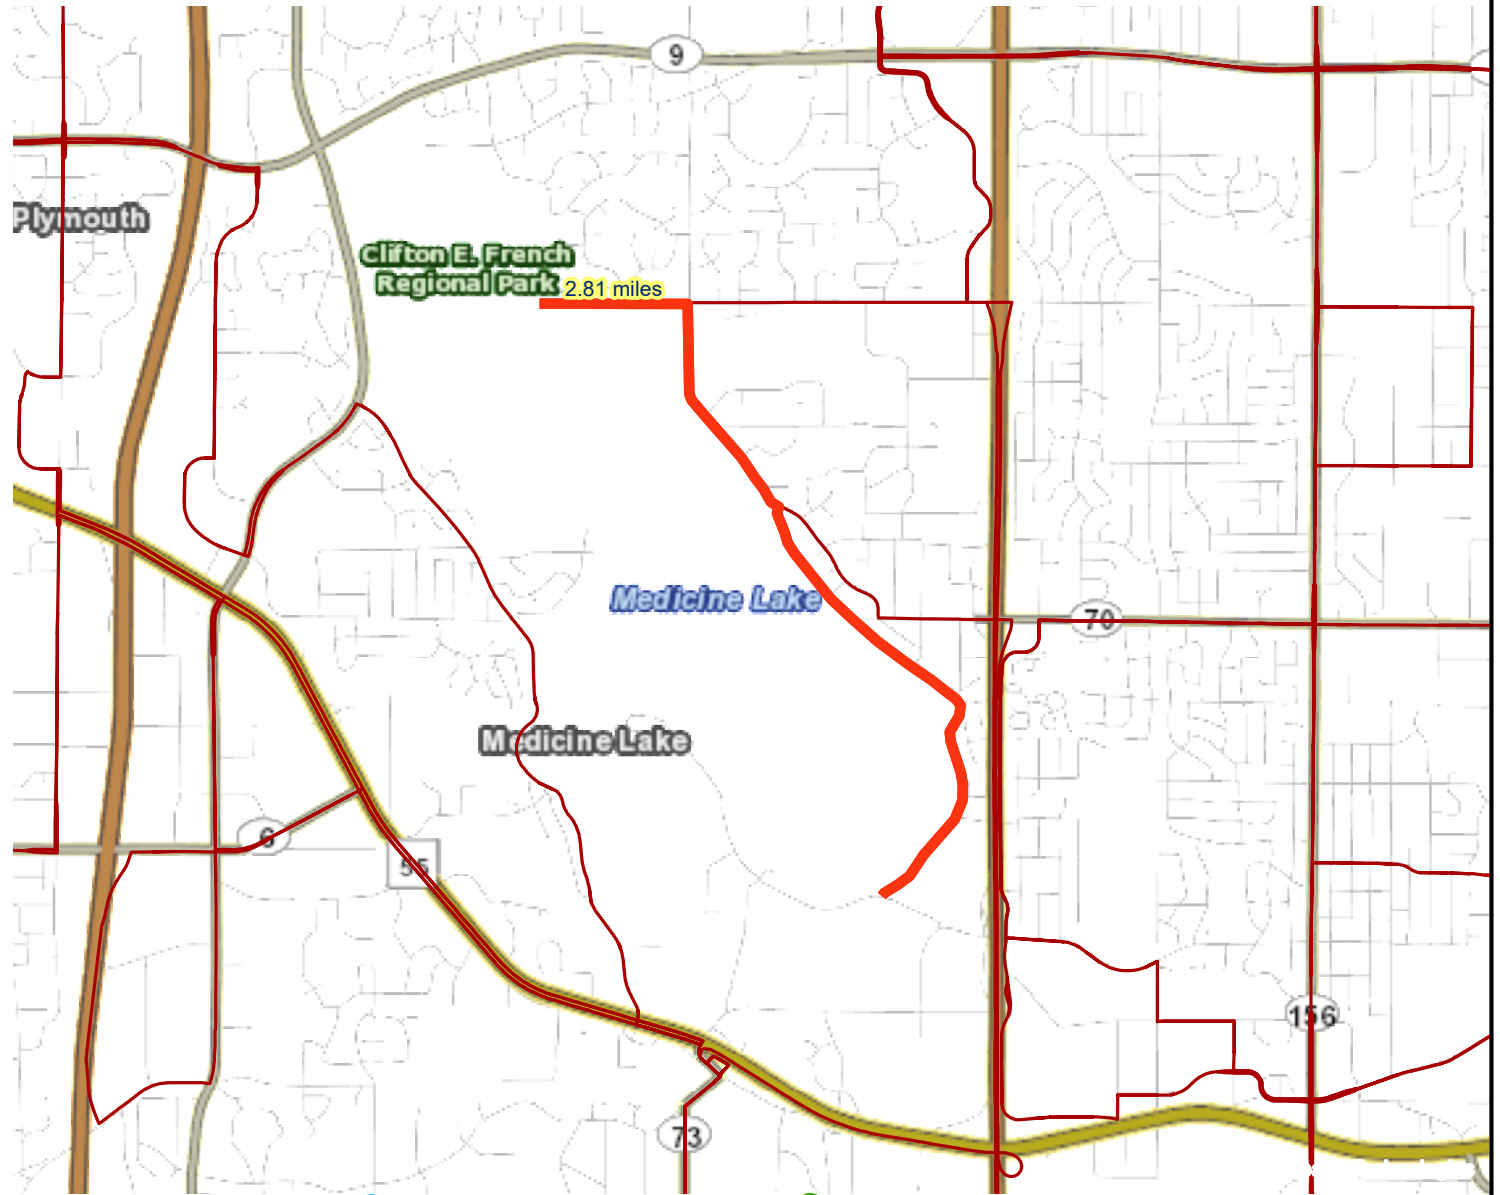 9
Plymouth
Clifton E. French
Regional Park
2.81 miles
Medicine Lake
70
Medicine Lake
6
55
156
73